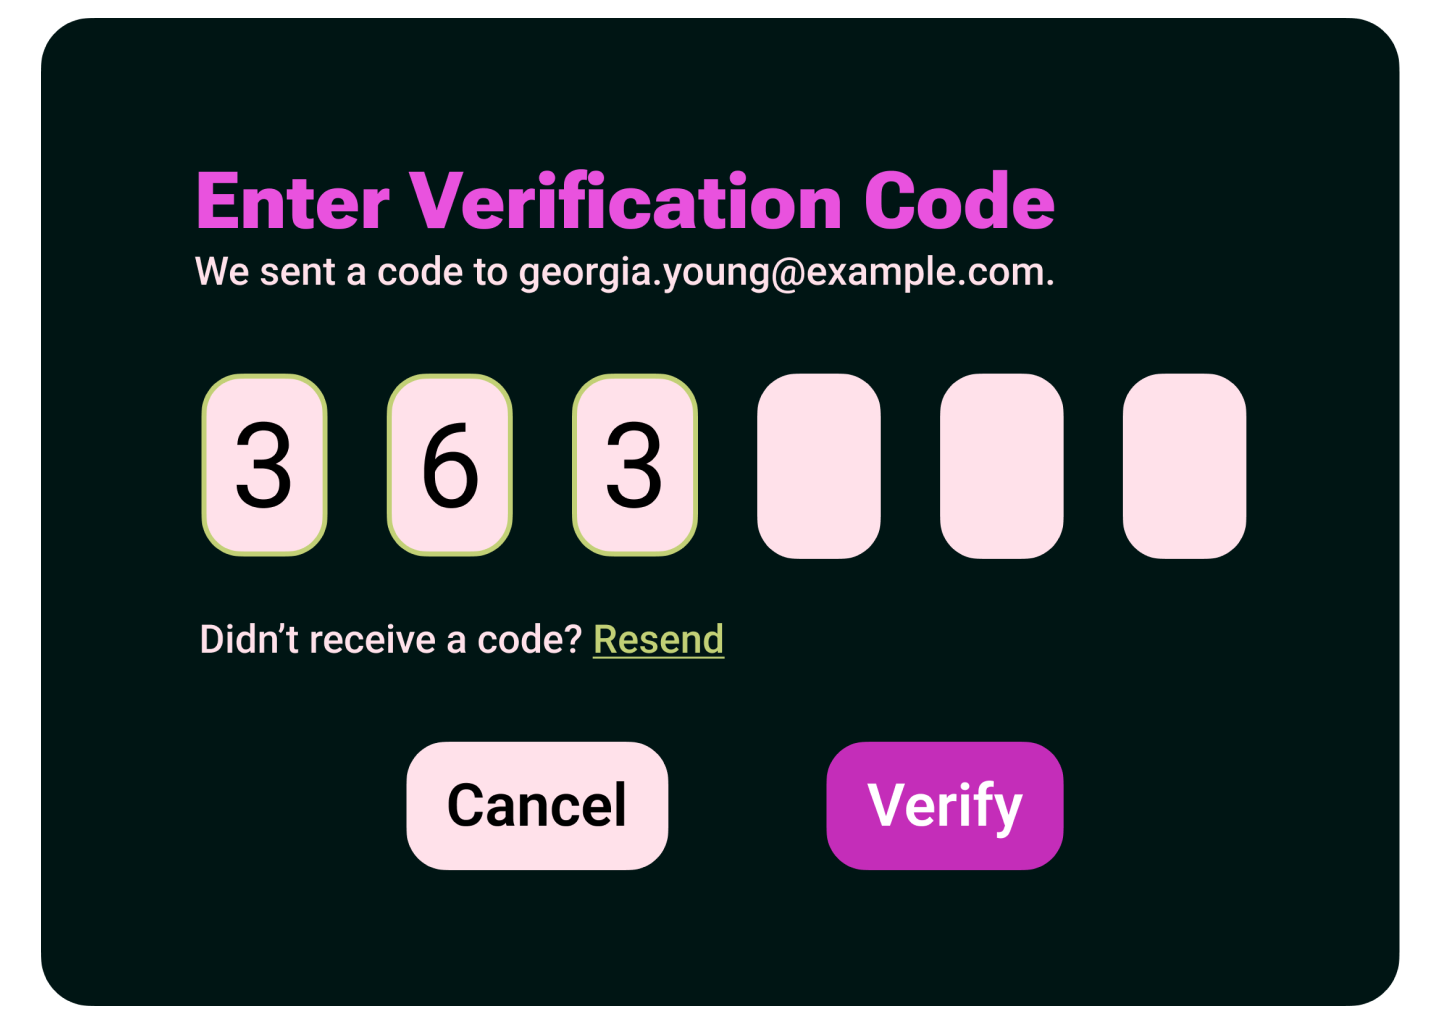 Enter Verification Code
We sent a code to georgia.young@example.com.
3 6 3
Didn’t receive a code? Resend
Cancel Verify